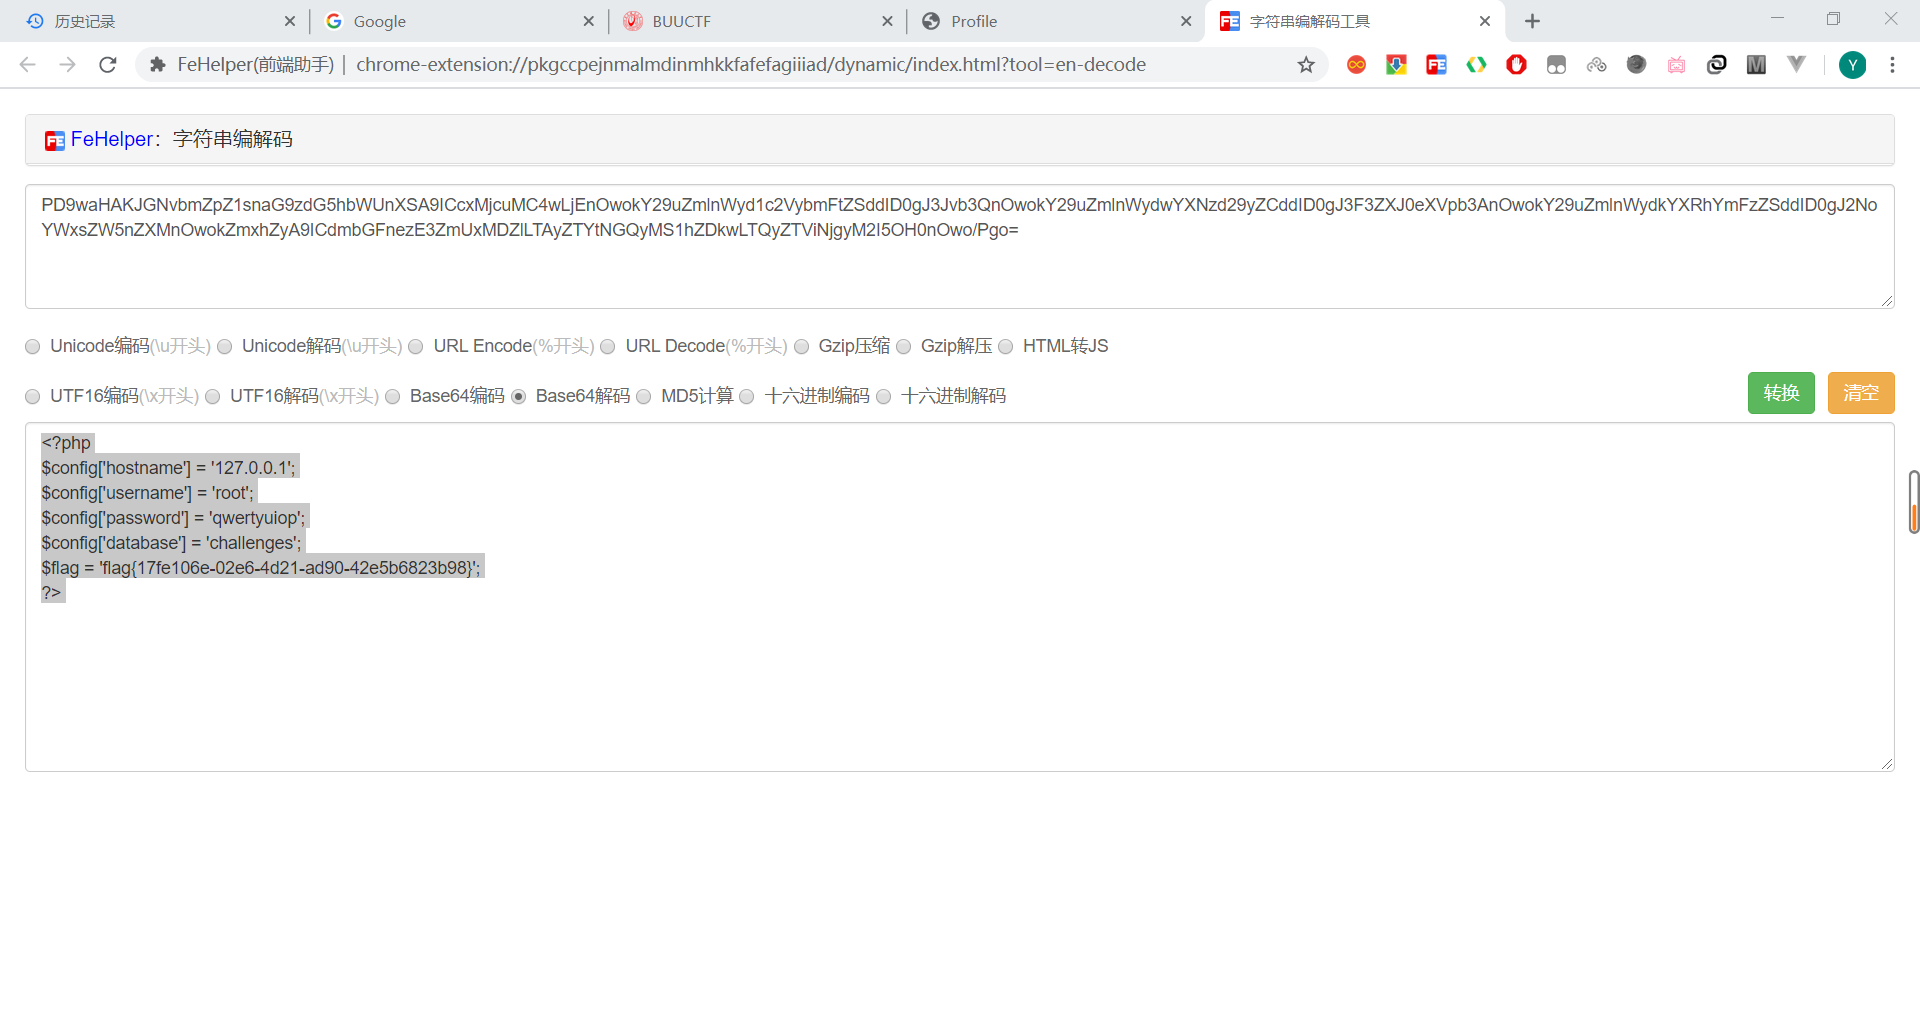 历史记录
Google
BUUCTF
Profile
字符串编解码工具
FeHelper(前端助手) | chrome-extension://pkgccpejnmalmdinmhkkfafefagiiiad/dynamic/index.html?tool=en-decode
Y
FeHelper：字符串编解码
PD9waHAKJGNvbmZpZ1snaG9zdG5hbWUnXSA9ICcxMjcuMC4wLjEnOwokY29uZmlnWyd1c2VybmFtZSddID0gJ3Jvb3QnOwokY29uZmlnWydwYXNzd29yZCddID0gJ3F3ZXJ0eXVpb3AnOwokY29uZmlnWydkYXRhYmFzZSddID0gJ2No
YWxsZW5nZXMnOwokZmxhZyA9ICdmbGFnezE3ZmUxMDZlLTAyZTYtNGQyMS1hZDkwLTQyZTViNjgyM2I5OH0nOwo/Pgo=
Unicode编码(\u开头) Unicode解码(\u开头) URL Encode(%开头) URL Decode(%开头) Gzip压缩 Gzip解压 HTML转JS
UTF16编码(\x开头) UTF16解码(\x开头) Base64编码 Base64解码 MD5计算 十六进制编码 十六进制解码
转换
清空
<?php
$config['hostname'] = '127.0.0.1';
$config['username'] = 'root';
$config['password'] = 'qwertyuiop';
$config['database'] = 'challenges';
$flag = 'flag{17fe106e-02e6-4d21-ad90-42e5b6823b98}';
?>